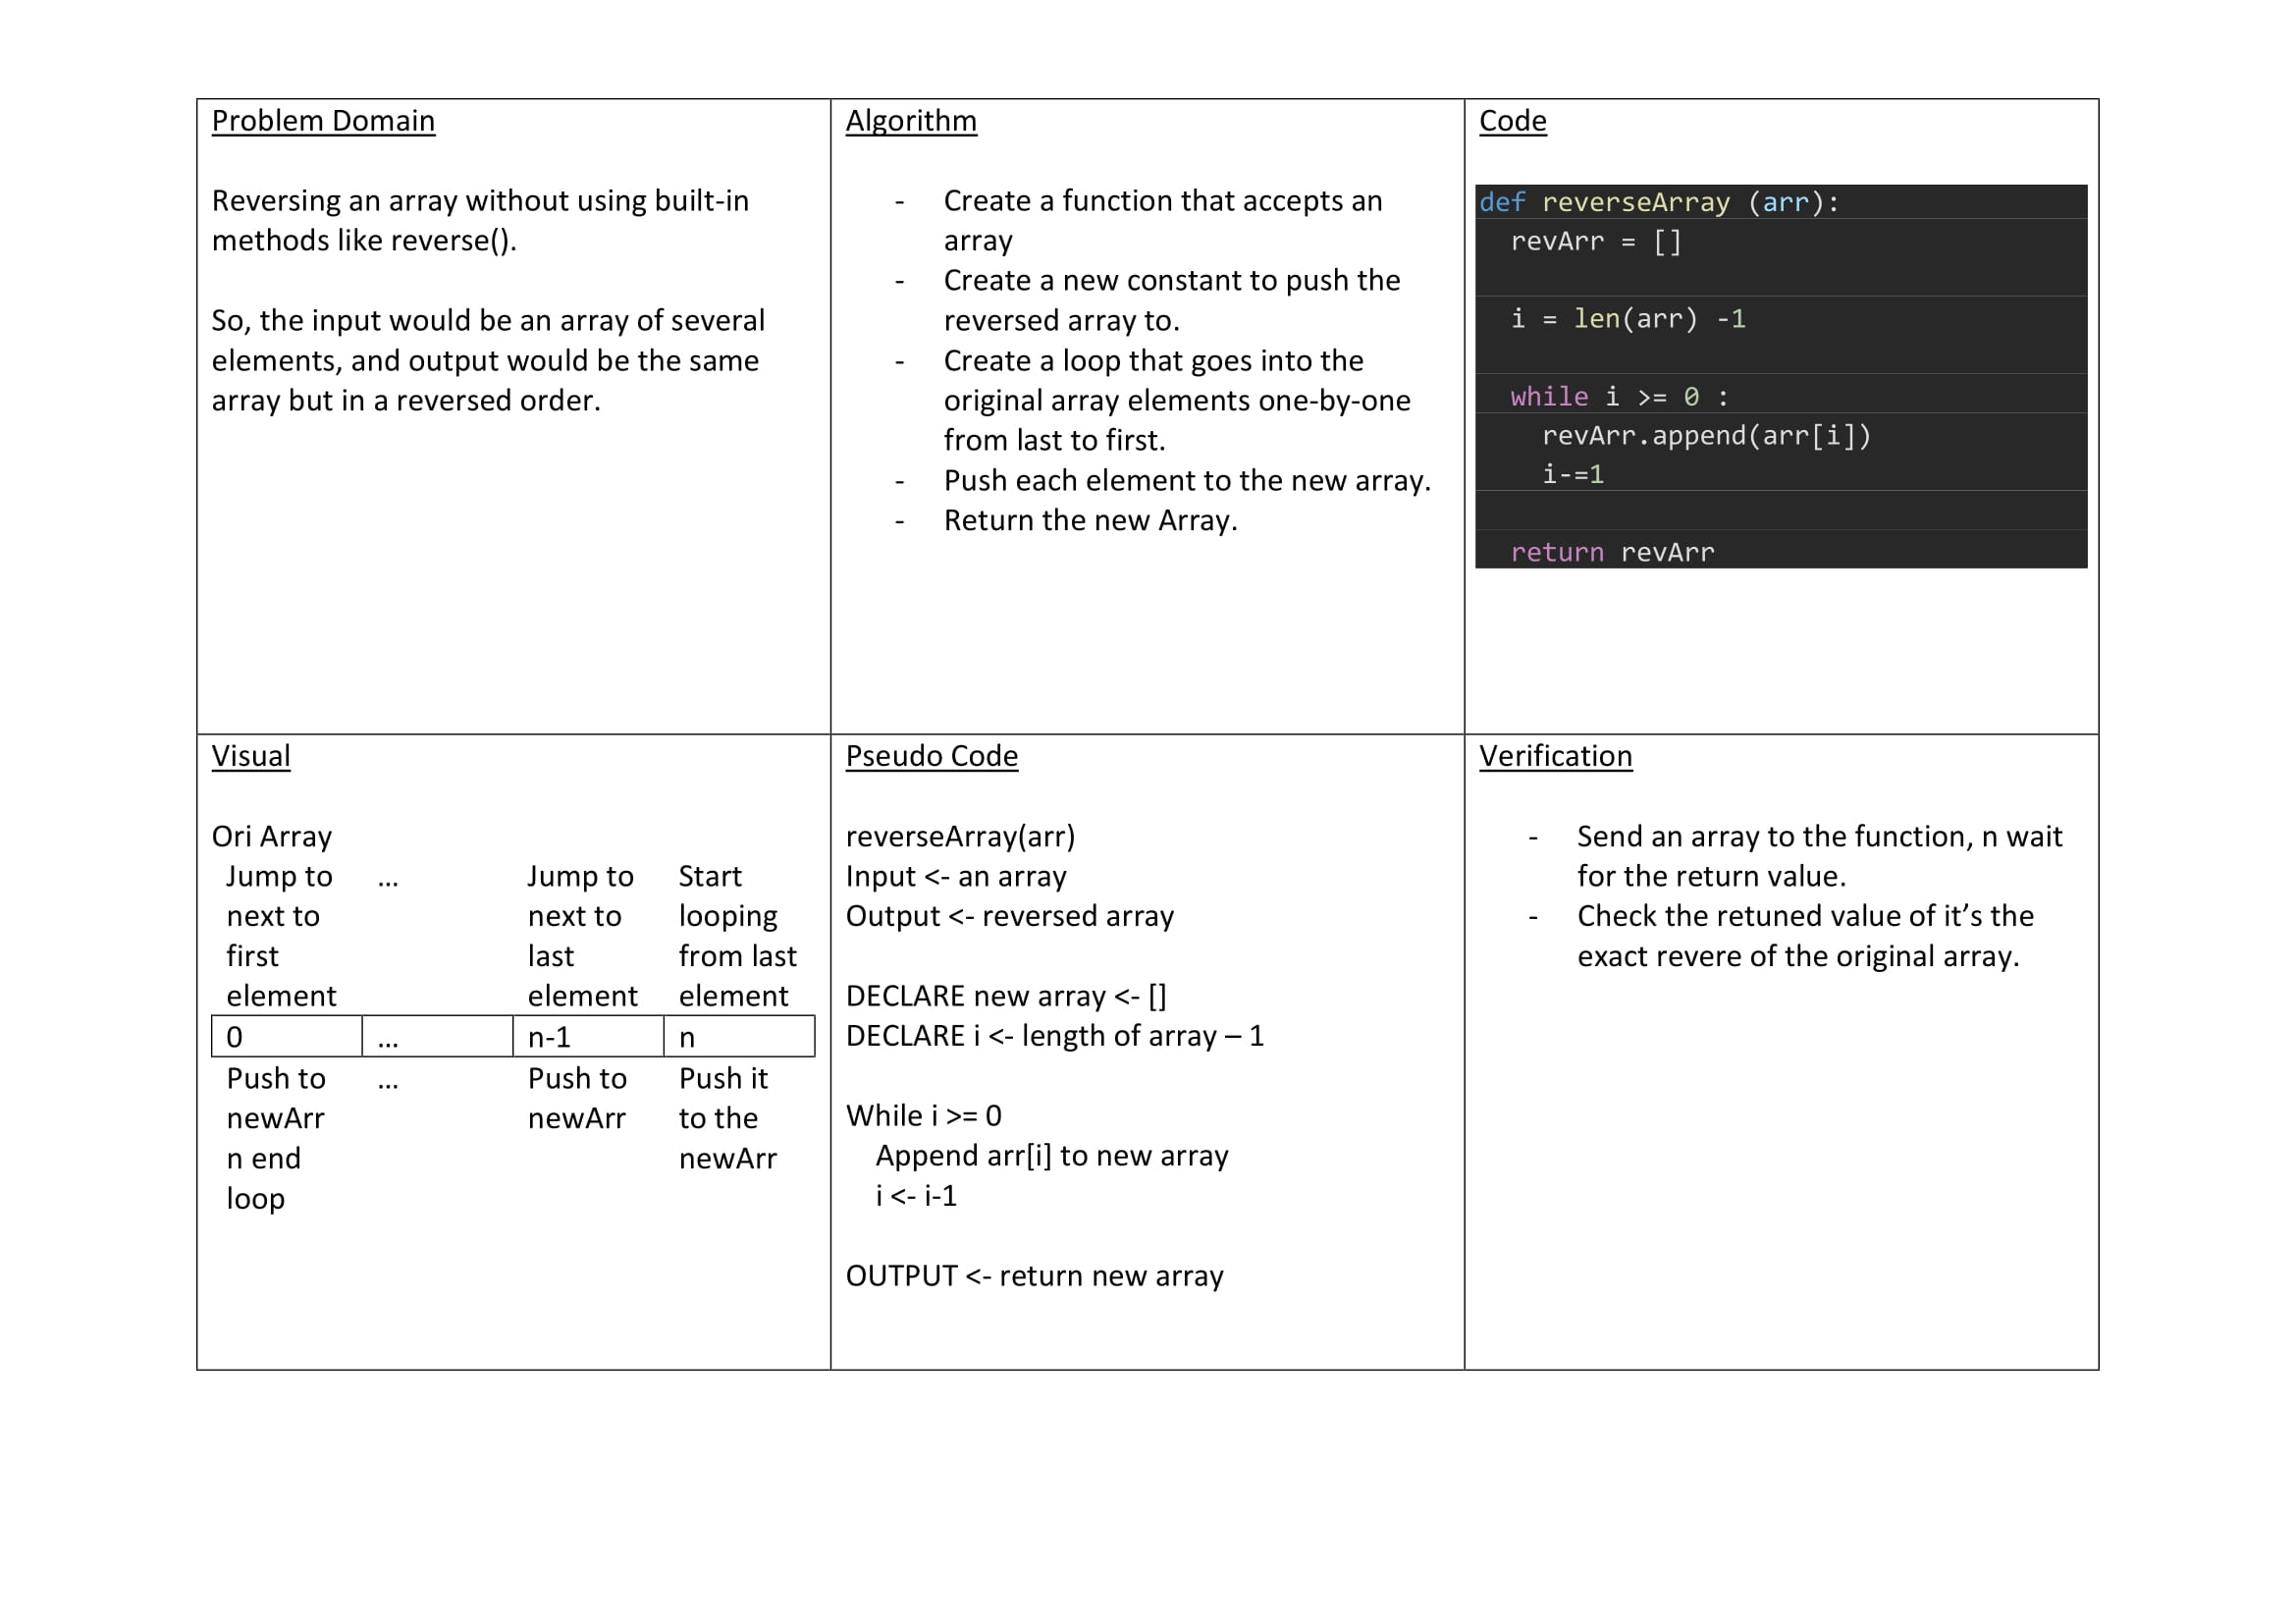 Problem Domain
Reversing an array without using built-in
methods like reverse().
So, the input would be an array of several
elements, and output would be the same
array but in a reversed order.
Algorithm
- Create a function that accepts an
array
- Create a new constant to push the
reversed array to.
- Create a loop that goes into the
original array elements one-by-one
from last to first.
- Push each element to the new array.
- Return the new Array.
Code
def reverseArray (arr):
revArr = []
i = len(arr) -1
while i >= 0 :
revArr.append(arr[i])
i-=1
return revArr
Visual
Ori Array
Jump to ... Jump to Start
next to next to looping
first last from last
element element element
0 ... n-1 n
Push to ... Push to Push it
newArr newArr to the
n end newArr
loop
Pseudo Code
reverseArray(arr)
Input <- an array
Output <- reversed array
DECLARE new array <- []
DECLARE i <- length of array – 1
While i >= 0
Append arr[i] to new array
i <- i-1
OUTPUT <- return new array
Verification
- Send an array to the function, n wait
for the return value.
- Check the retuned value of it’s the
exact revere of the original array.